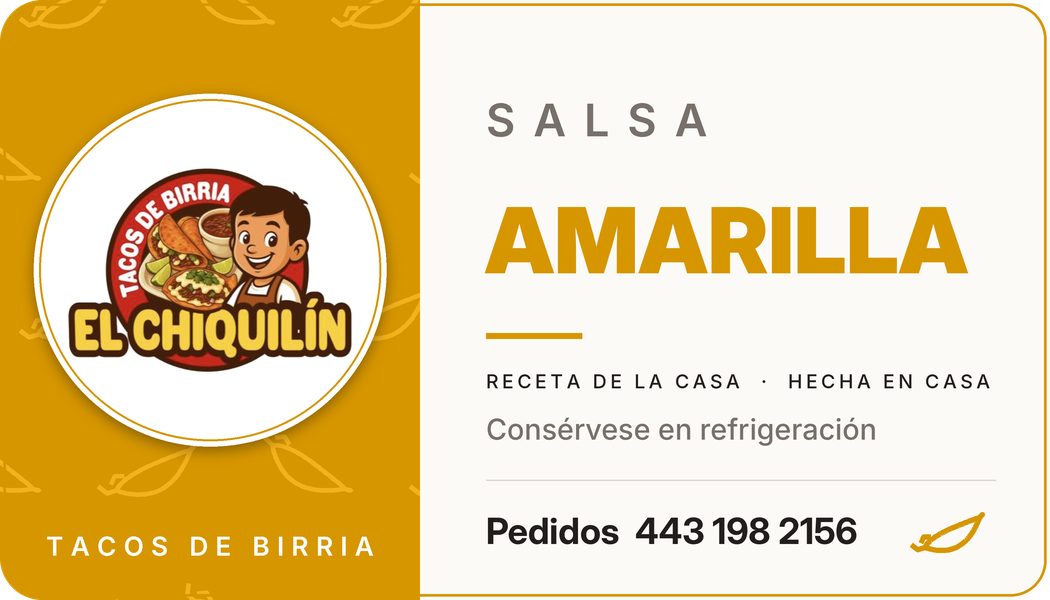 TACOS DE BIRRIA
EL CHIQUILÍN
TACOS DE BIRRIA
SALSA
AMARILLA
RECETA DE LA CASA · HECHA EN CASA
Consérvese en refrigeración
Pedidos 443 198 2156